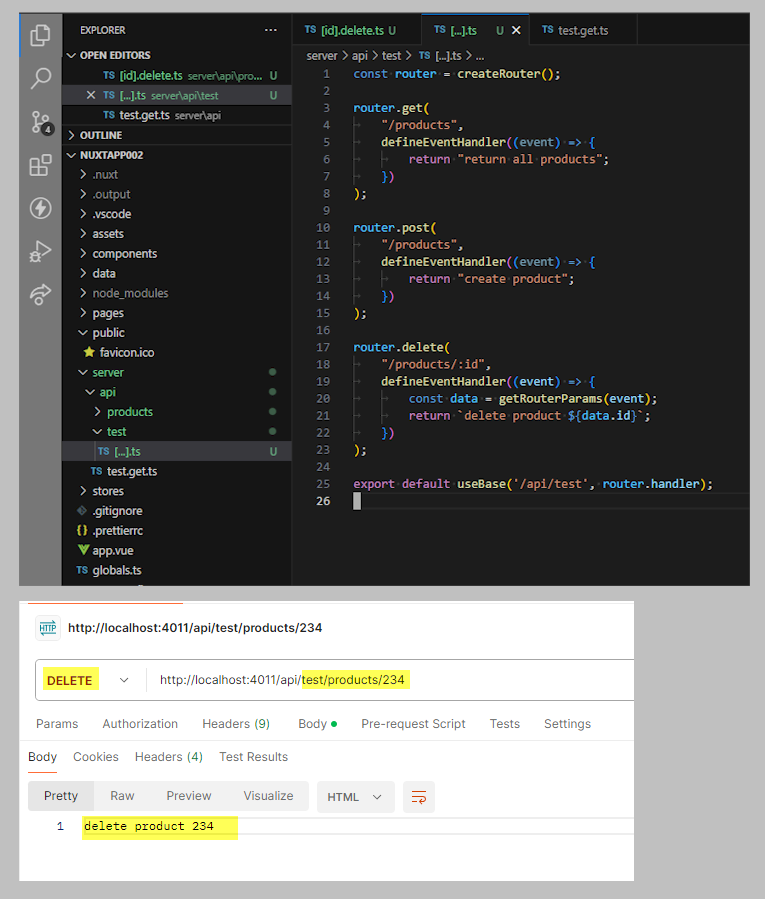 EXPLORER
OPEN EDITORS
TS [id].delete.ts server\api\pro... U
TS [...].ts server\api\test U
TS test.get.ts server\api
OUTLINE
NUXTAPP002
.nuxt
.output
.vscode
assets
components
data
node_modules
pages
public
favicon.ico
server
api
products
test
TS [...].ts U
TS test.get.ts
stores
.gitignore
{} .prettierrc
app.vue
TS globals.ts
4
TS [id].delete.ts U
TS [...].ts U
TS test.get.ts
server > api > test > TS [...].ts > ...
1 const router = createRouter();
2
3 router.get(
4 "/products",
5 defineEventHandler((event) => {
6 return "return all products";
7 })
8 );
9
10 router.post(
11 "/products",
12 defineEventHandler((event) => {
13 return "create product";
14 })
15 );
16
17 router.delete(
18 "/products/:id",
19 defineEventHandler((event) => {
20 const data = getRouterParams(event);
21 return `delete product ${data.id}`;
22 })
23 );
24
25 export default useBase('/api/test', router.handler);
26
HTTP http://localhost:4011/api/test/products/234
DELETE http://localhost:4011/api/test/products/234
Params Authorization Headers (9) Body Pre-request Script Tests Settings
Body Cookies Headers (4) Test Results
Pretty Raw Preview Visualize HTML
1 delete product 234